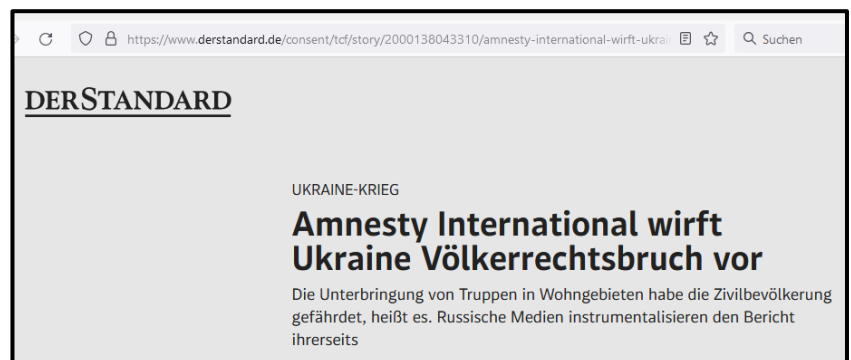 https://www.derstandard.de/consent/tcf/story/2000138043310/amnesty-international-wirft-ukrai Suchen
DERSTANDARD
UKRAINE-KRIEG
Amnesty International wirft
Ukraine Völkerrechtsbruch vor
Die Unterbringung von Truppen in Wohngebieten habe die Zivilbevölkerung
gefährdet, heißt es. Russische Medien instrumentalisieren den Bericht
ihrerseits